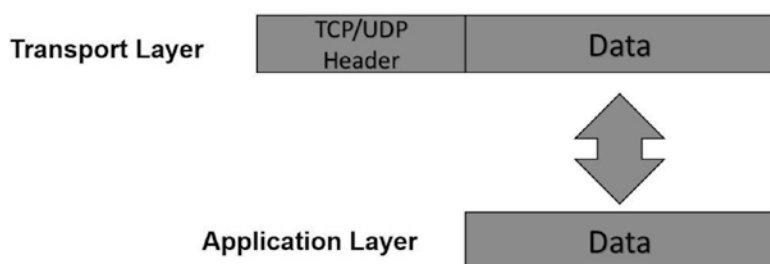 Transport Layer
TCP/UDP
Header
Data
Application Layer
Data